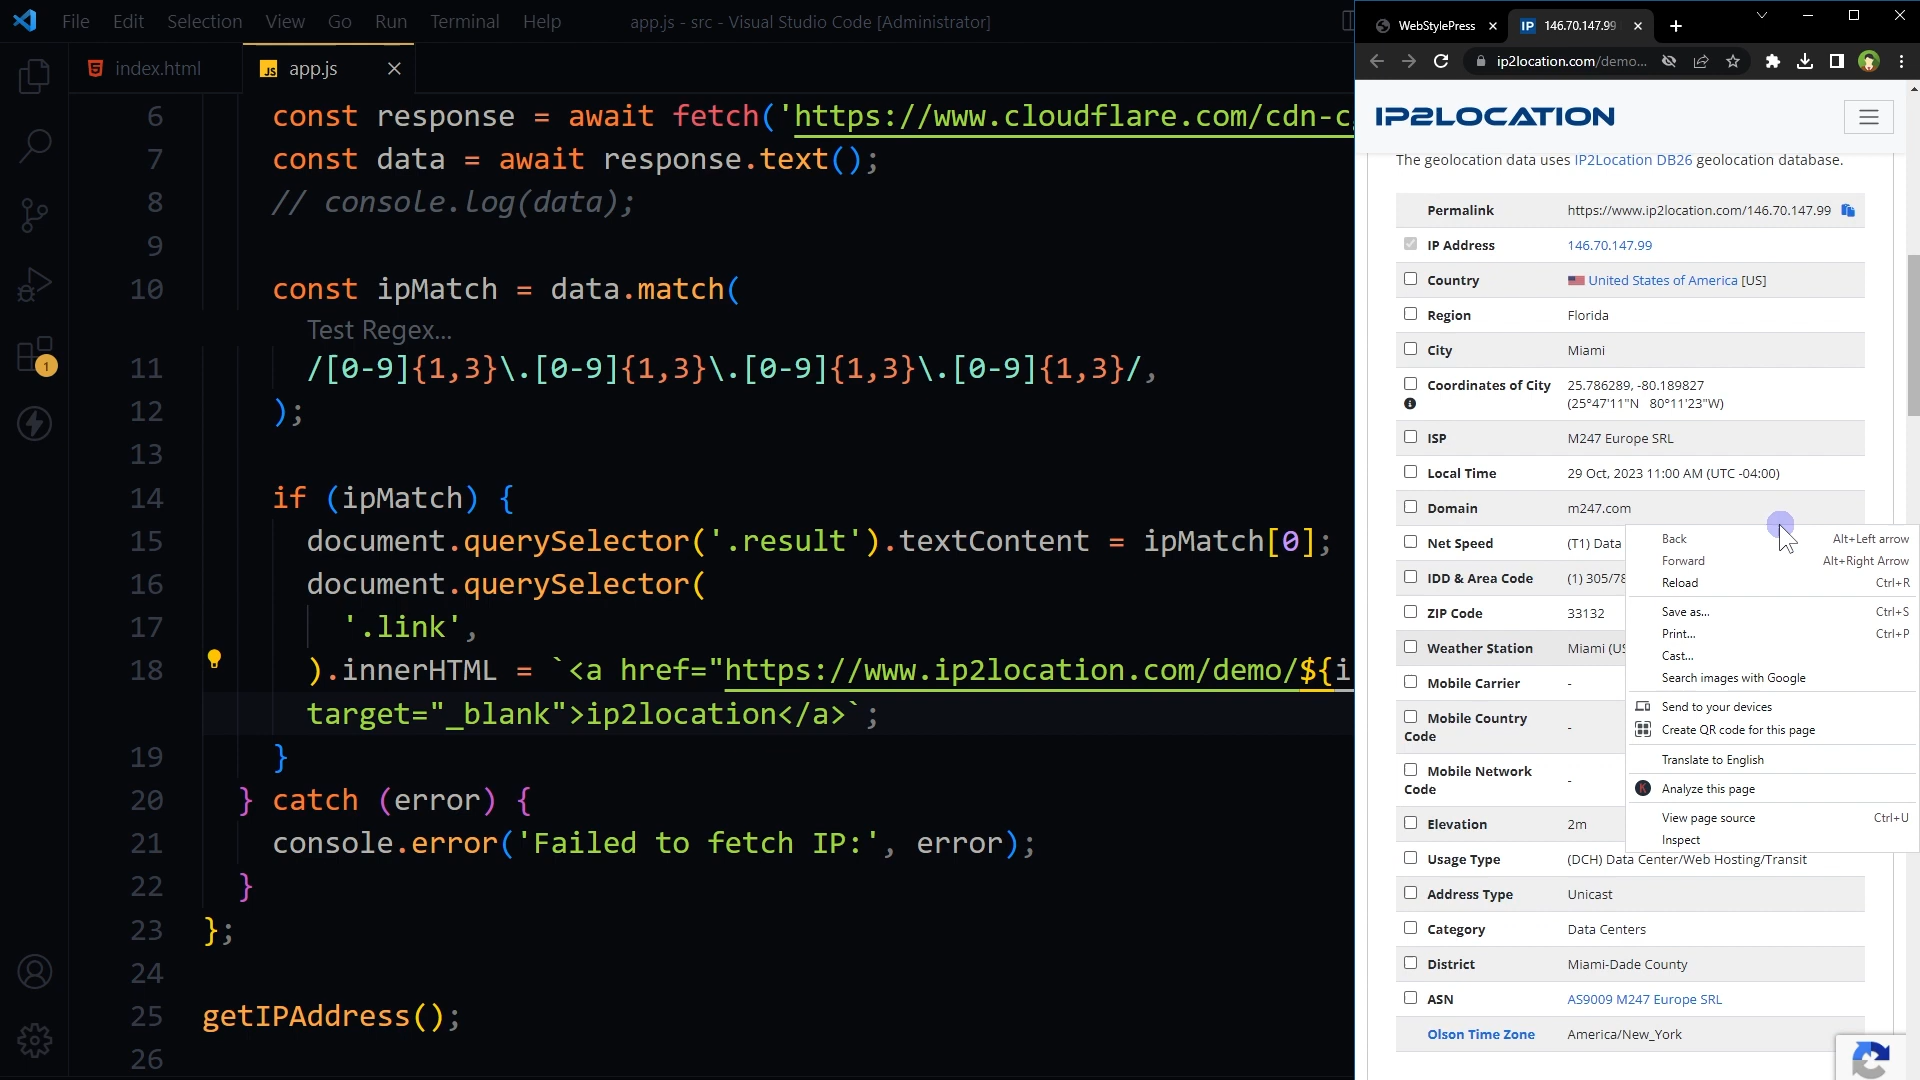 File Edit Selection View Go Run Terminal Help app.js - src - Visual Studio Code [Administrator]
index.html
JS app.js
6 const response = await fetch('https://www.cloudflare.com/cdn-c
7 const data = await response.text();
8 // console.log(data);
9
10 const ipMatch = data.match(
Test Regex...
11 /[0-9]{1,3}\.[0-9]{1,3}\.[0-9]{1,3}\.[0-9]{1,3}/,
12 );
13
14 if (ipMatch) {
15 document.querySelector('.result').textContent = ipMatch[0];
16 document.querySelector(
17 '.link',
18 ).innerHTML = `<a href="https://www.ip2location.com/demo/${i
target="_blank">ip2location</a>`;
19 }
20 } catch (error) {
21 console.error('Failed to fetch IP:', error);
22 }
23 };
24
25 getIPAddress();
26
1
WebStylePress
IP 146.70.147.99
ip2location.com/demo...
IP2LOCATION
The geolocation data uses IP2Location DB26 geolocation database.
Permalink https://www.ip2location.com/146.70.147.99
IP Address 146.70.147.99
Country United States of America [US]
Region Florida
City Miami
Coordinates of City 25.786289, -80.189827
(25°47'11"N 80°11'23"W)
ISP M247 Europe SRL
Local Time 29 Oct, 2023 11:00 AM (UTC -04:00)
Domain m247.com
Net Speed (T1) Data
IDD & Area Code (1) 305/78
ZIP Code 33132
Weather Station Miami (US
Mobile Carrier -
Mobile Country
Code -
Mobile Network
Code -
Elevation 2m
Usage Type (DCH) Data Center/Web Hosting/Transit
Address Type Unicast
Category Data Centers
District Miami-Dade County
ASN AS9009 M247 Europe SRL
Olson Time Zone America/New_York
Back Alt+Left arrow
Forward Alt+Right Arrow
Reload Ctrl+R
Save as... Ctrl+S
Print... Ctrl+P
Cast...
Search images with Google
Send to your devices
Create QR code for this page
Translate to English
K Analyze this page
View page source Ctrl+U
Inspect